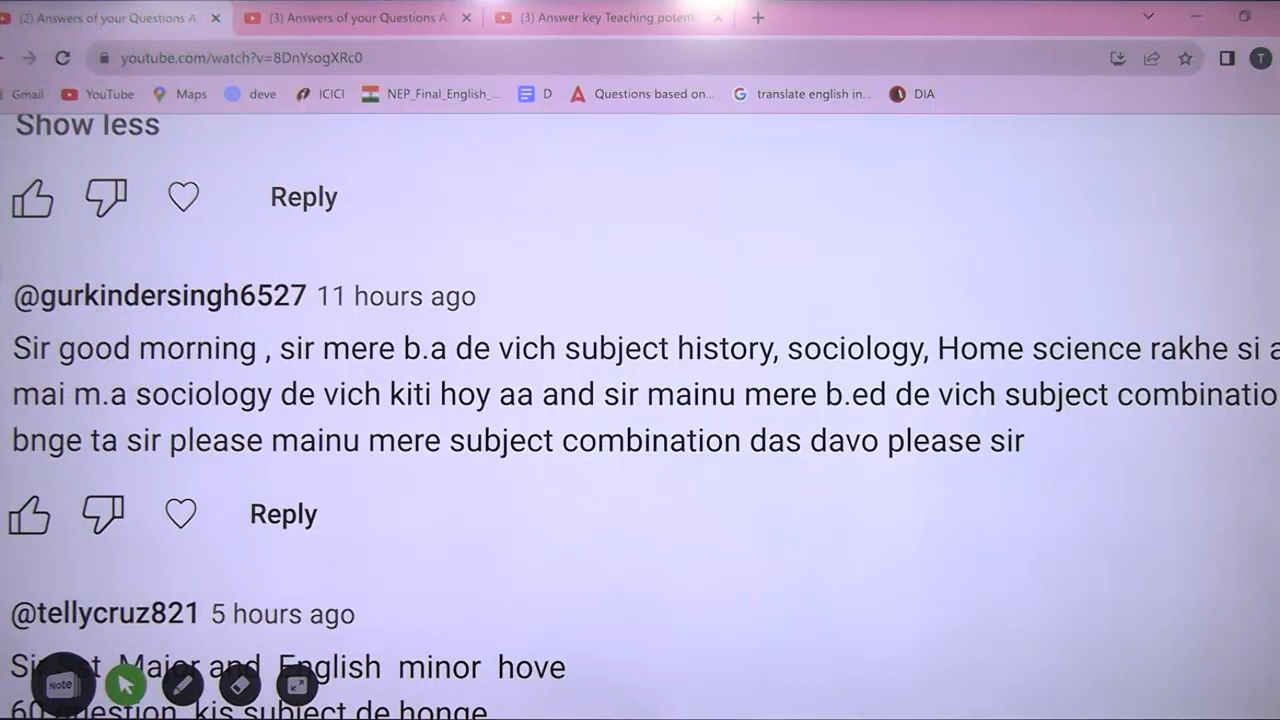 (2) Answers of your Questions A
(3) Answers of your Questions A
(3) Answer key Teaching potent
youtube.com/watch?v=8DnYsogXRc0
T
Gmail
YouTube
Maps
deve
ICICI
NEP_Final_English_...
D
Questions based on...
translate english in...
DIA
Show less
Reply
@gurkindersingh6527 11 hours ago
Sir good morning , sir mere b.a de vich subject history, sociology, Home science rakhe si a
mai m.a sociology de vich kiti hoy aa and sir mainu mere b.ed de vich subject combinatio
bnge ta sir please mainu mere subject combination das davo please sir
Reply
@tellycruz821 5 hours ago
Major and English minor hove
Note
60 question kis subject de honge